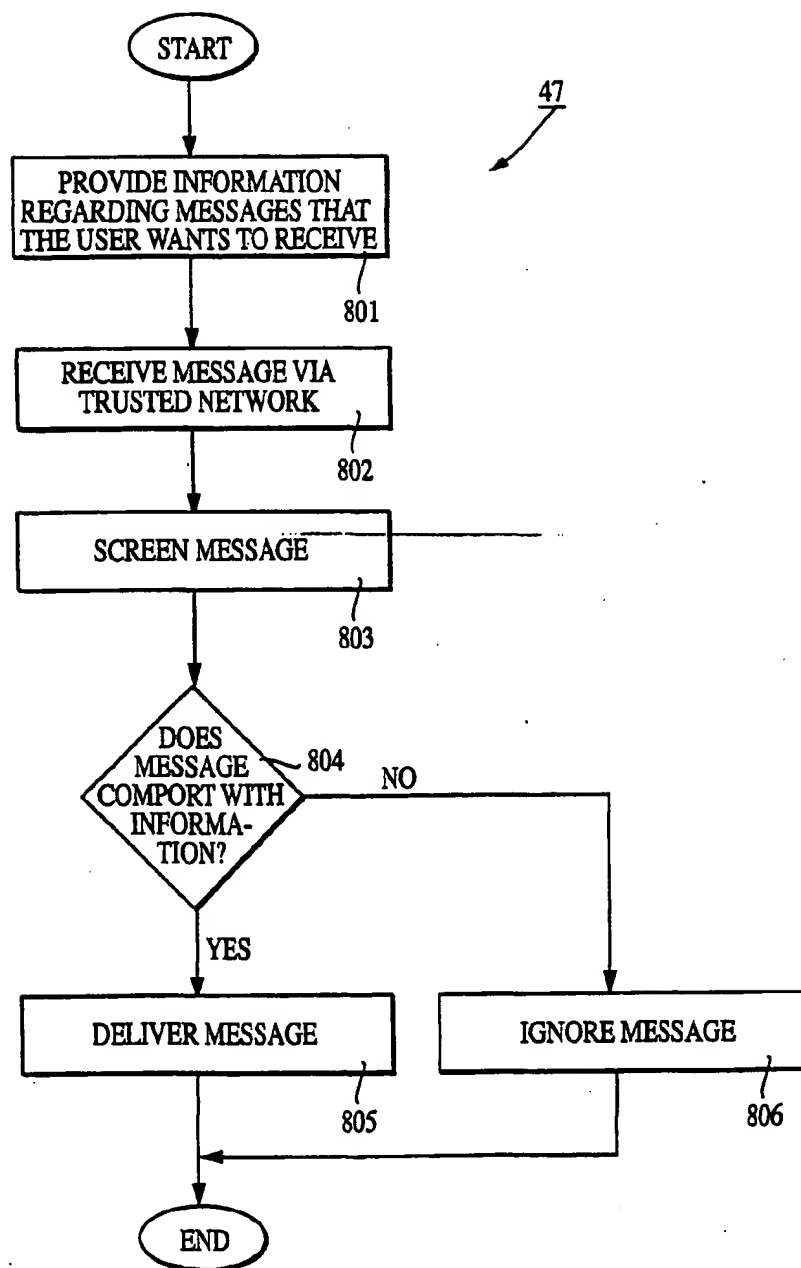 START
47
PROVIDE INFORMATION
REGARDING MESSAGES THAT
THE USER WANTS TO RECEIVE
801
RECEIVE MESSAGE VIA
TRUSTED NETWORK
802
SCREEN MESSAGE
803
DOES
MESSAGE
COMPORT WITH
INFORMA-
TION?
804
NO
YES
DELIVER MESSAGE
805
IGNORE MESSAGE
806
END